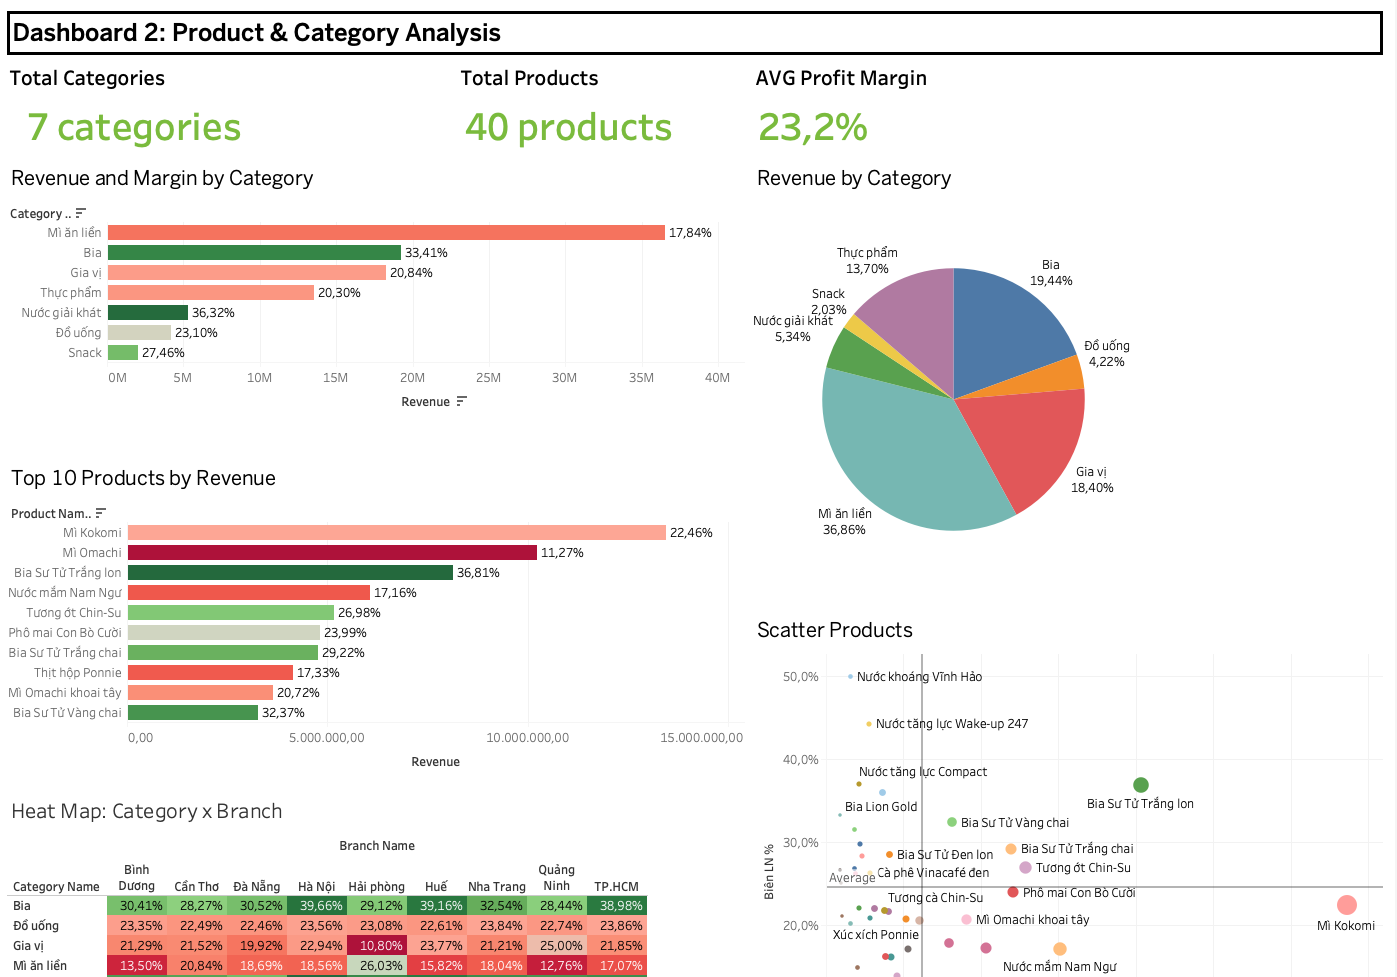 Dashboard 2: Product & Category Analysis
Total Categories
Total Products
AVG Profit Margin
7 categories
40 products
23,2%
Revenue and Margin by Category
Category ..
Mì ăn liền 17,84%
Bia 33,41%
Gia vị 20,84%
Thực phẩm 20,30%
Nước giải khát 36,32%
Đồ uống 23,10%
Snack 27,46%
0M 5M 10M 15M 20M 25M 30M 35M 40M
Revenue
Revenue by Category
Thực phẩm
13,70%
Bia
19,44%
Snack
2,03%
Nước giải khát
5,34%
Đồ uống
4,22%
Gia vị
18,40%
Mì ăn liền
36,86%
Top 10 Products by Revenue
Product Nam..
Mì Kokomi 22,46%
Mì Omachi 11,27%
Bia Sư Tử Trắng lon 36,81%
Nước mắm Nam Ngư 17,16%
Tương ớt Chin-Su 26,98%
Phô mai Con Bò Cười 23,99%
Bia Sư Tử Trắng chai 29,22%
Thịt hộp Ponnie 17,33%
Mì Omachi khoai tây 20,72%
Bia Sư Tử Vàng chai 32,37%
0,00 5.000.000,00 10.000.000,00 15.000.000,00
Revenue
Scatter Products
Biên LN %
50,0%
40,0%
30,0%
20,0%
Nước khoáng Vĩnh Hảo
Nước tăng lực Wake-up 247
Nước tăng lực Compact
Bia Sư Tử Trắng lon
Bia Lion Gold
Bia Sư Tử Vàng chai
Bia Sư Tử Trắng chai
Bia Sư Tử Đen lon
Tương ớt Chin-Su
Cà phê Vinacafé đen
Average
Phô mai Con Bò Cười
Tương cà Chin-Su
Mì Omachi khoai tây
Mì Kokomi
Xúc xích Ponnie
Nước mắm Nam Ngư
Heat Map: Category x Branch
Branch Name
Category Name Bình Dương Cần Thơ Đà Nẵng Hà Nội Hải phòng Huế Nha Trang Quảng Ninh TP.HCM
Bia 30,41% 28,27% 30,52% 39,66% 29,12% 39,16% 32,54% 28,44% 38,98%
Đồ uống 23,35% 22,49% 22,46% 23,56% 23,08% 22,61% 23,84% 22,74% 23,86%
Gia vị 21,29% 21,52% 19,92% 22,94% 10,80% 23,77% 21,21% 25,00% 21,85%
Mì ăn liền 13,50% 20,84% 18,69% 18,56% 26,03% 15,82% 18,04% 12,76% 17,07%